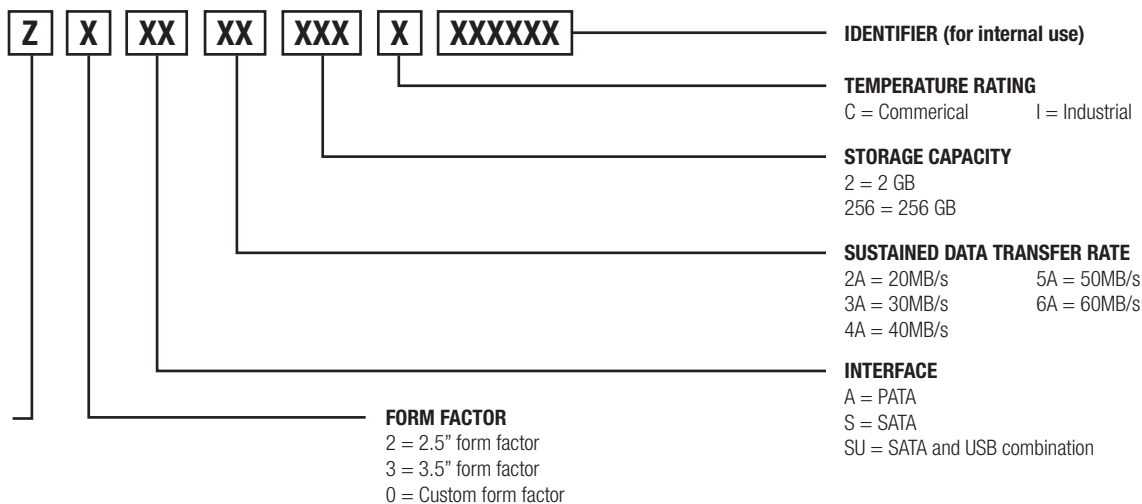 Z X XX XX XXX X XXXXXX
IDENTIFIER (for internal use)
TEMPERATURE RATING
C = Commerical I = Industrial
STORAGE CAPACITY
2 = 2 GB
256 = 256 GB
SUSTAINED DATA TRANSFER RATE
2A = 20MB/s 5A = 50MB/s
3A = 30MB/s 6A = 60MB/s
4A = 40MB/s
INTERFACE
A = PATA
S = SATA
SU = SATA and USB combination
FORM FACTOR
2 = 2.5” form factor
3 = 3.5” form factor
0 = Custom form factor